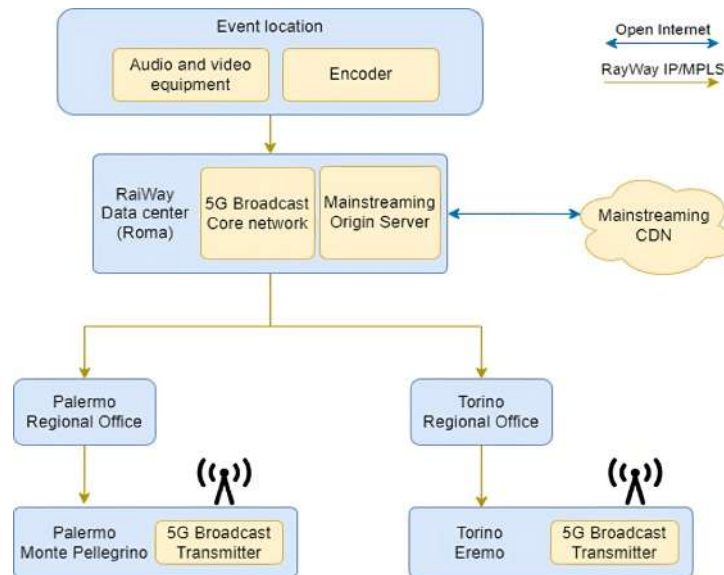 Event location
Open Internet
Audio and video
equipment
Encoder
RayWay IP/MPLS
RaiWay
Data center
(Roma)
5G Broadcast
Core network
Mainstreaming
Origin Server
Mainstreaming
CDN
Palermo
Regional Office
Torino
Regional Office
Palermo
Monte Pellegrino
5G Broadcast
Transmitter
Torino
Eremo
5G Broadcast
Transmitter